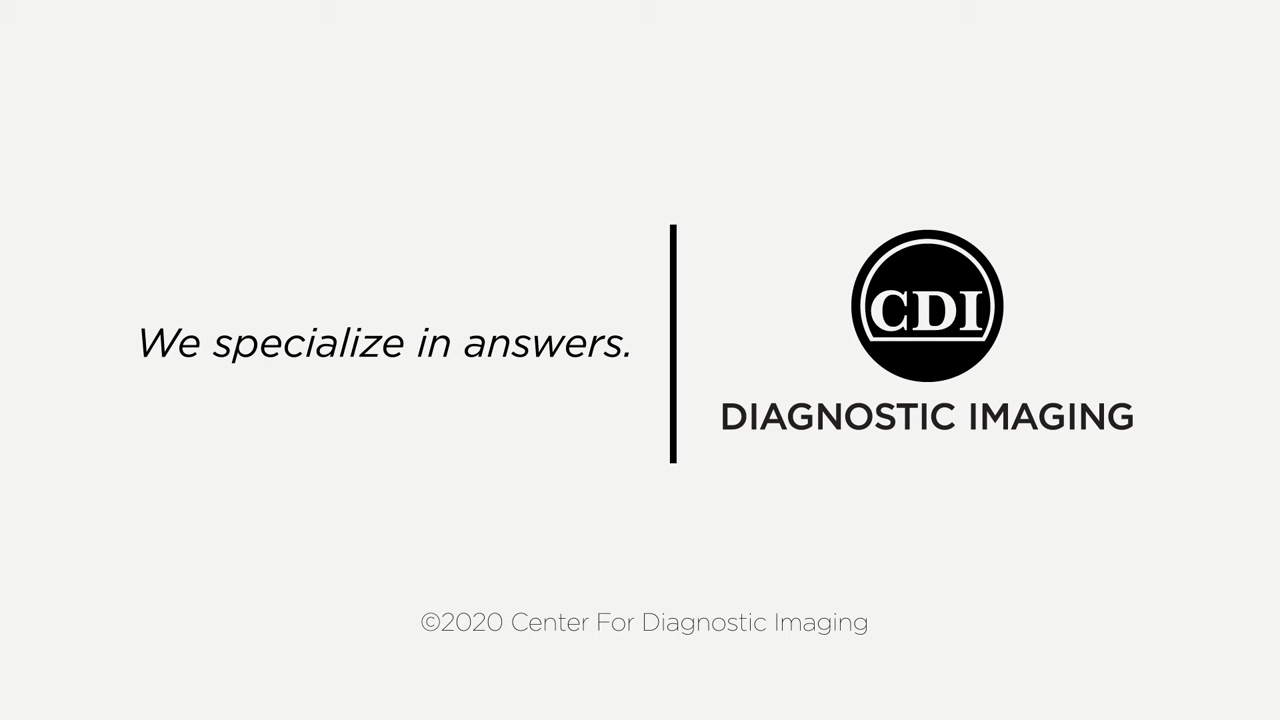 We specialize in answers.
CDI
DIAGNOSTIC IMAGING
©2020 Center For Diagnostic Imaging